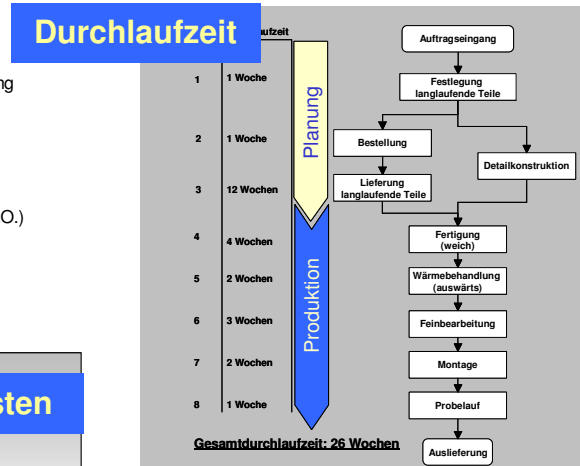 Durchlaufzeit
ufzeit
ng
O.)
sten
1
1 Woche
2
1 Woche
3
12 Wochen
4
4 Wochen
5
2 Wochen
6
3 Wochen
7
2 Wochen
8
1 Woche
Gesamtdurchlaufzeit: 26 Wochen
Planung
Produktion
Auftragseingang
Festlegung
langlaufende Teile
Bestellung
Detailkonstruktion
Lieferung
langlaufende Teile
Fertigung
(weich)
Wärmebehandlung
(auswärts)
Feinbearbeitung
Montage
Probelauf
Auslieferung